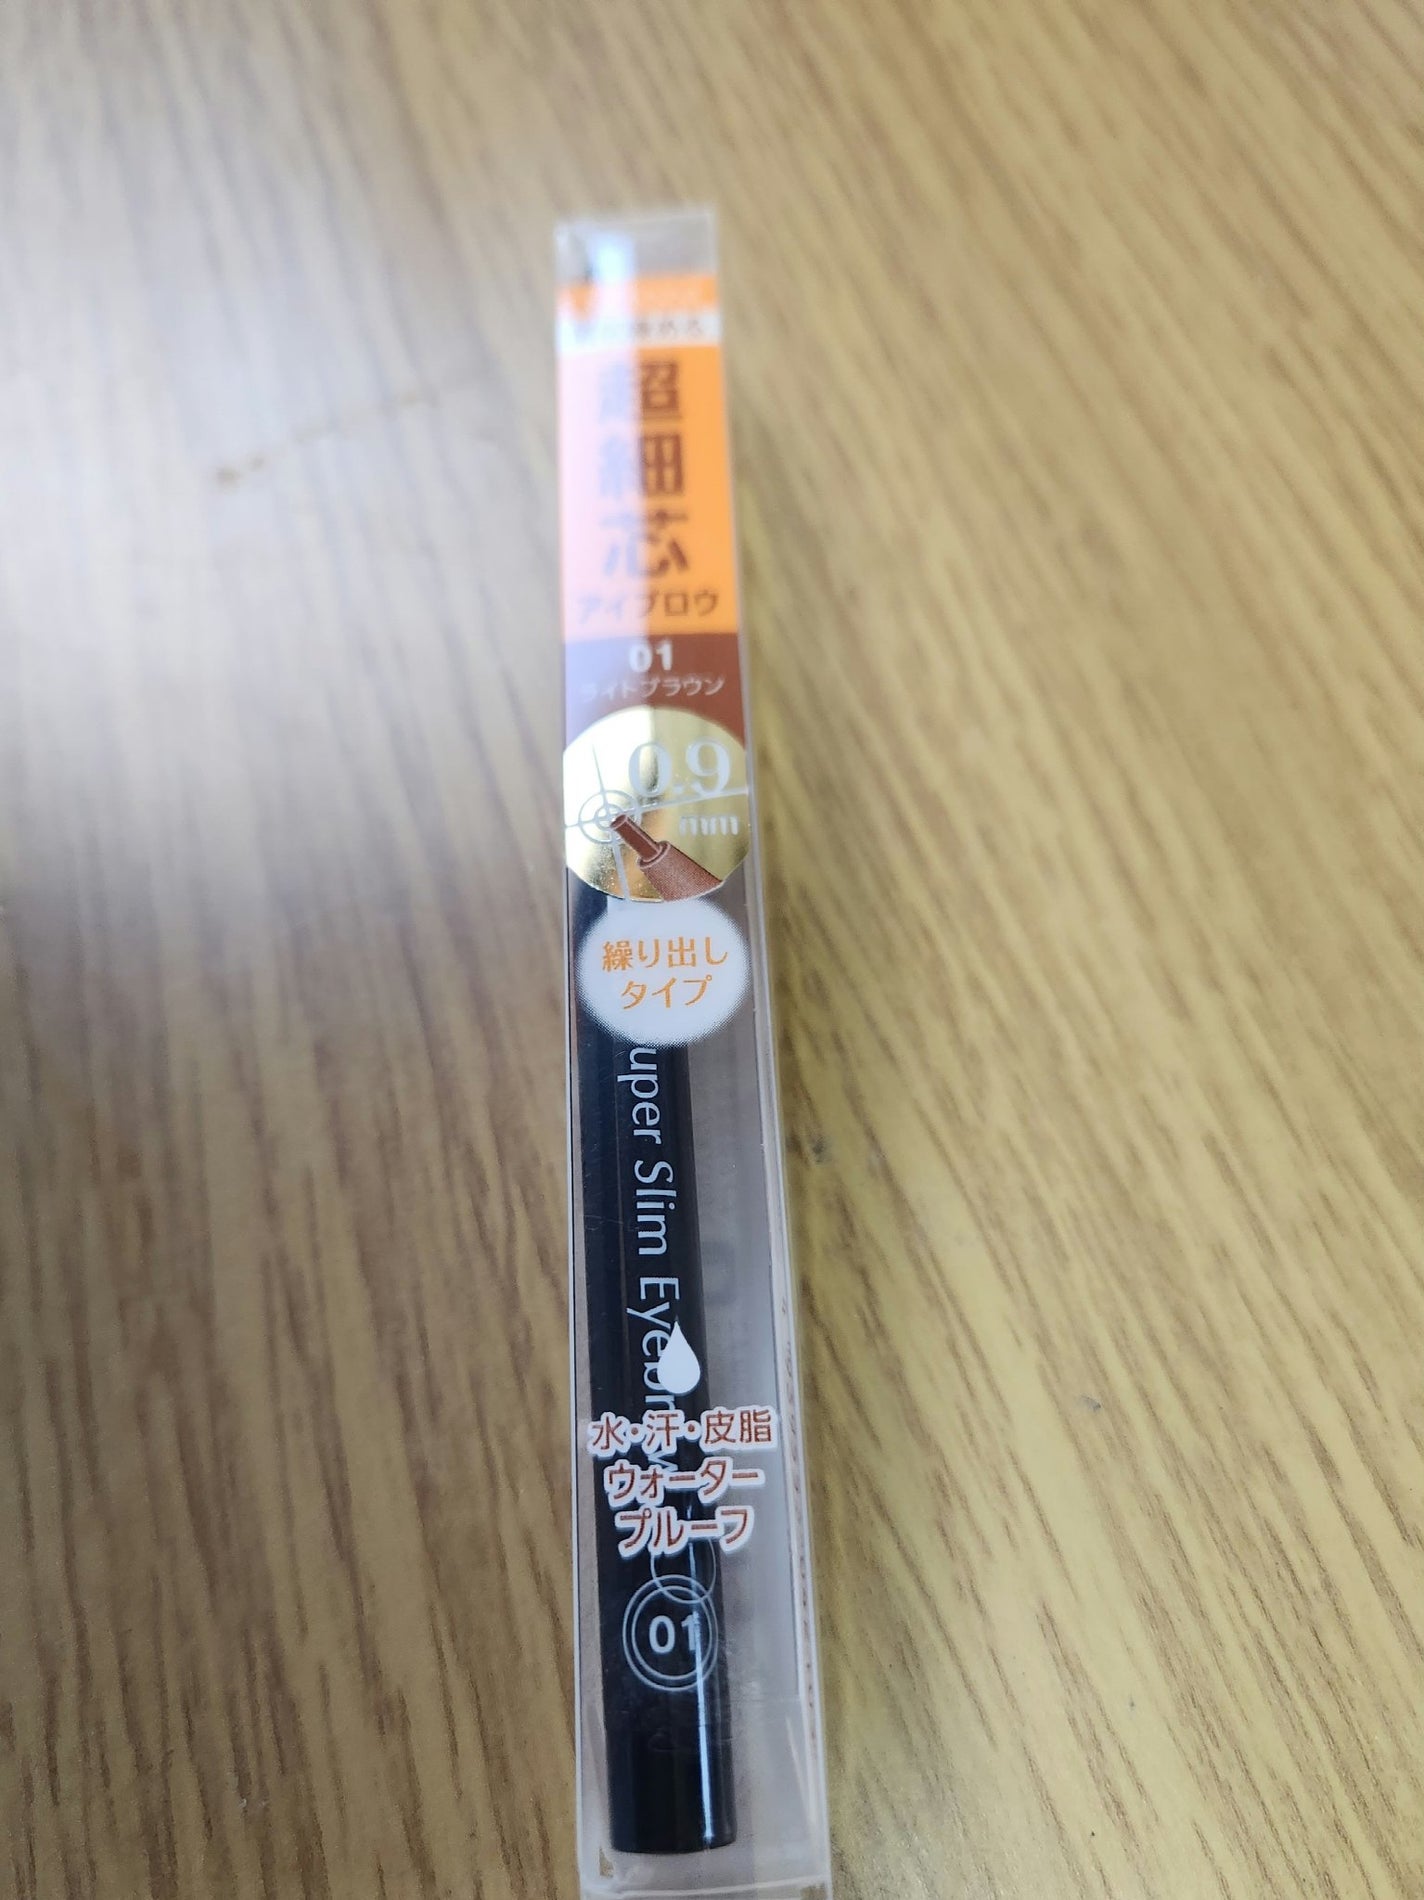 超細芯
アイブロウ
01
ライトブラウン
0.9
mm
繰り出し
タイプ
uper Slim Eyebrow
水・汗・皮脂
ウォーター
プルーフ
01